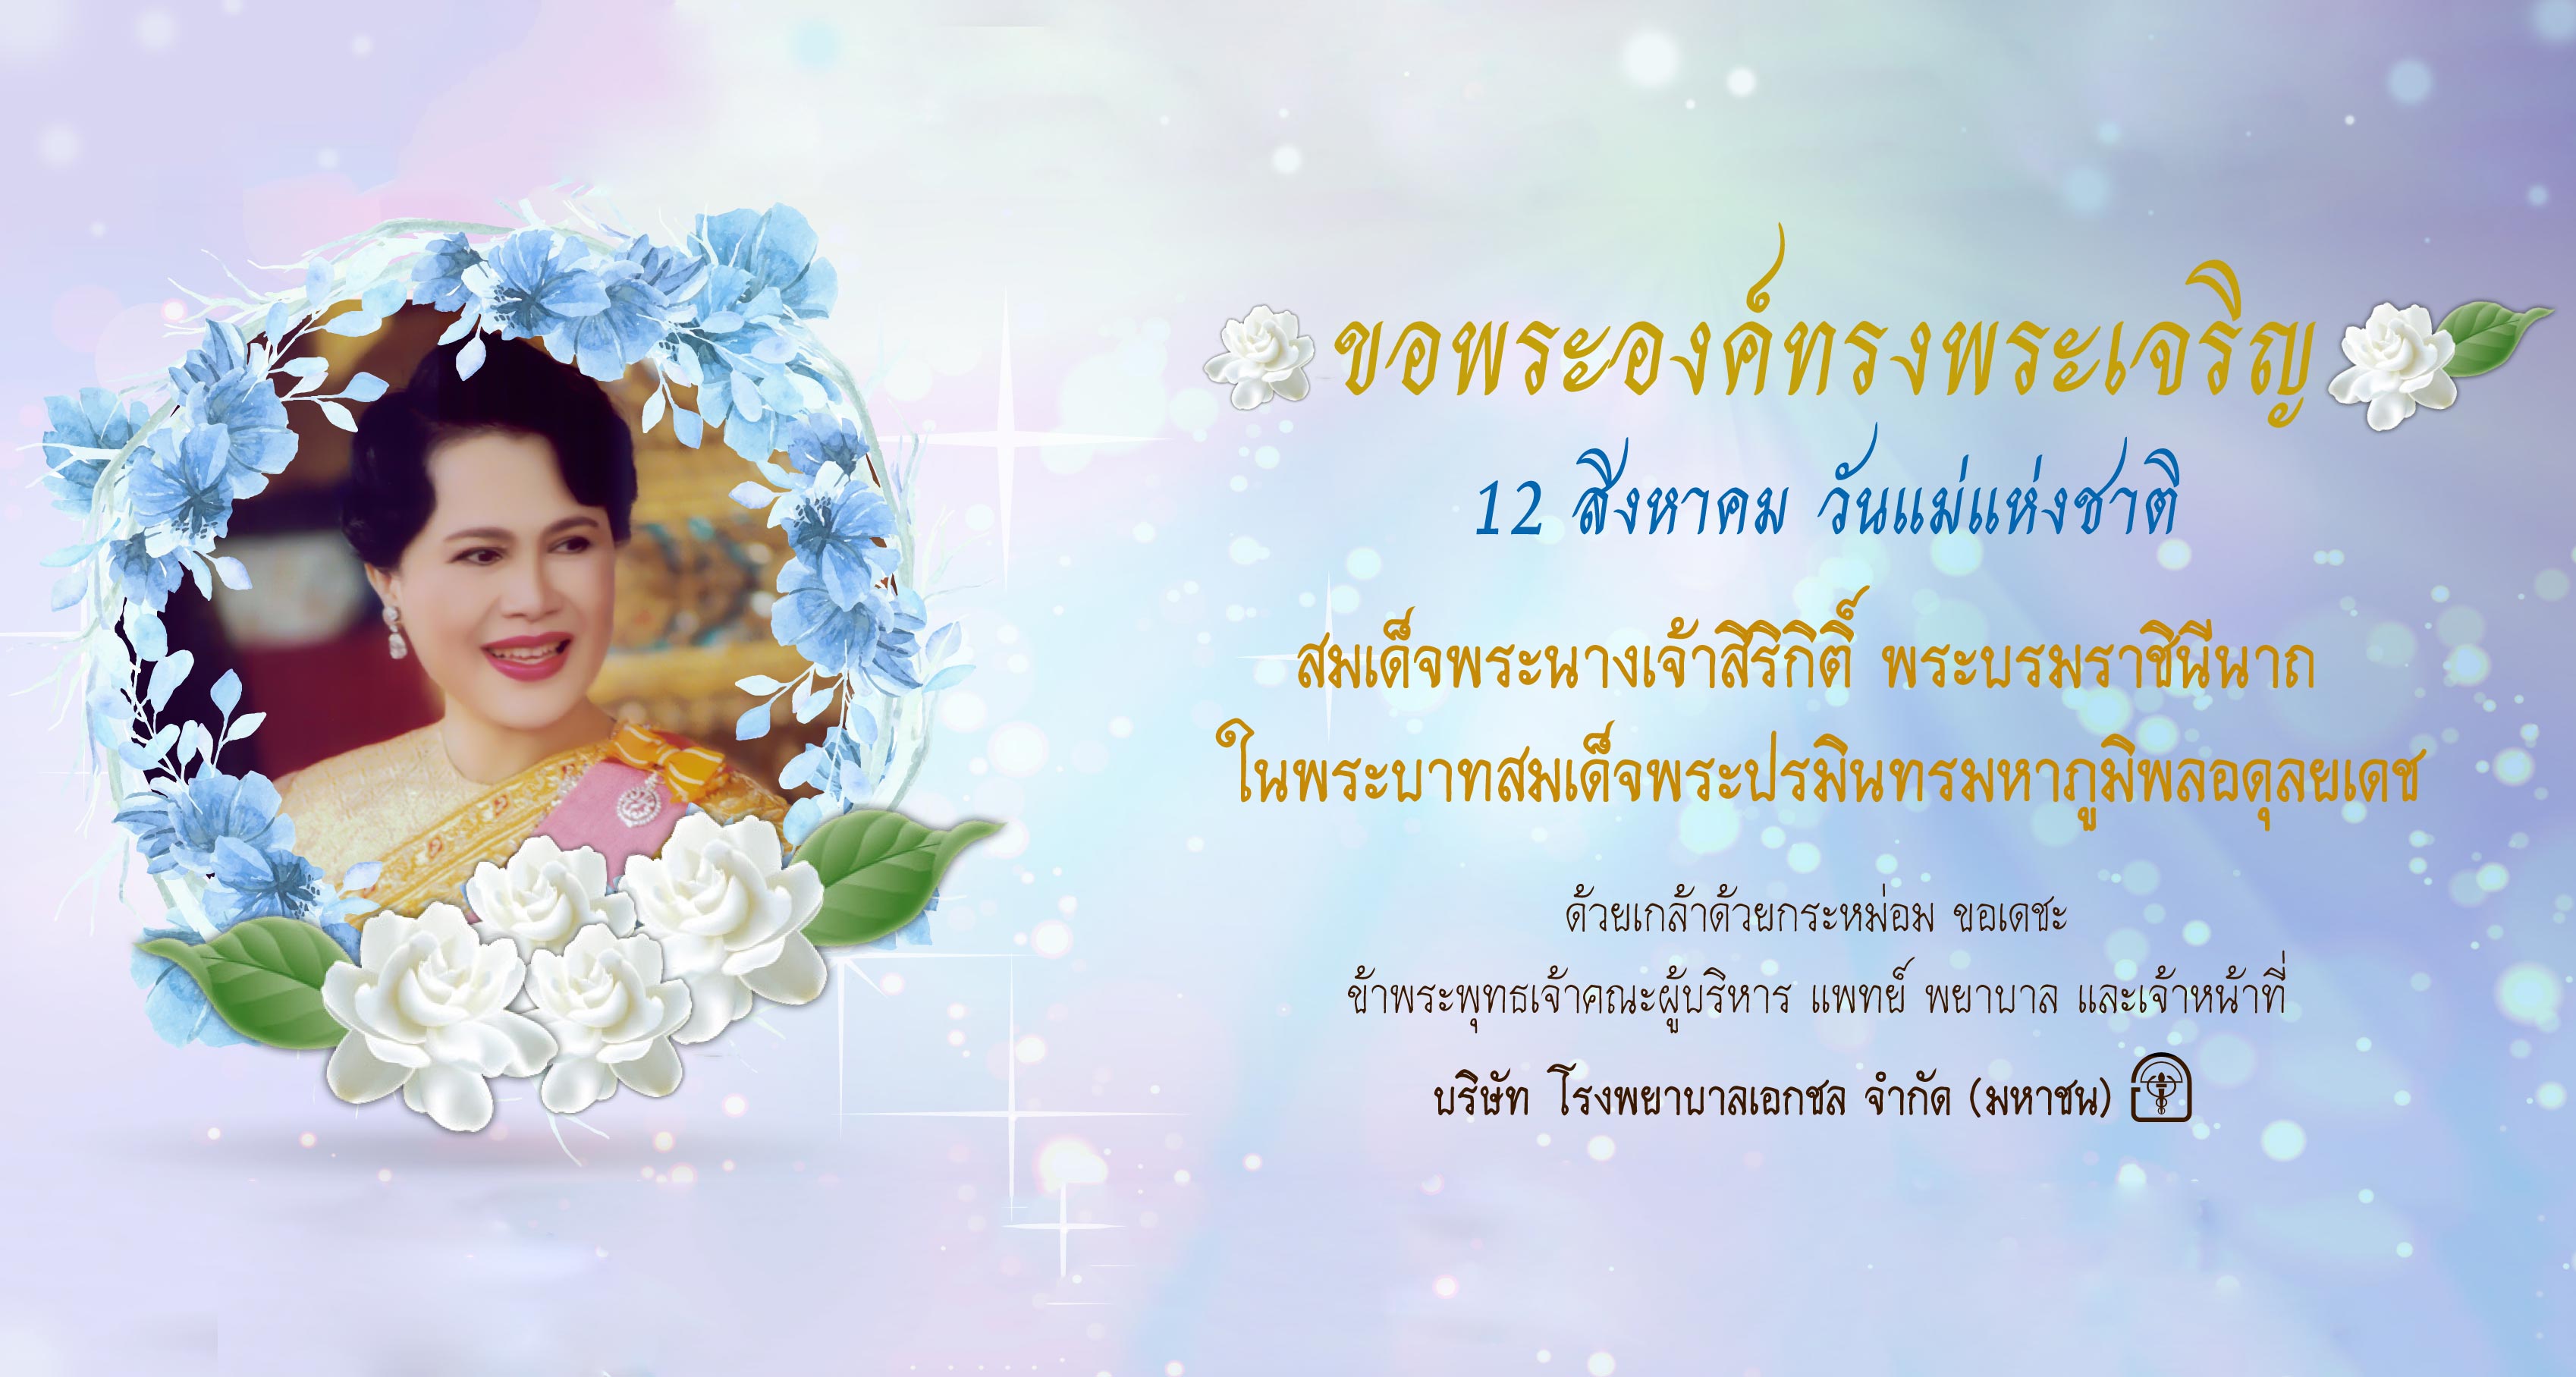 ขอพระองค์ทรงพระเจริญ
12 สิงหาคม วันแม่แห่งชาติ
สมเด็จพระนางเจ้าสิริกิติ์ พระบรมราชินีนาถ
ในพระบาทสมเด็จพระปรมินทรมหาภูมิพลอดุลยเดช
ด้วยเกล้าด้วยกระหม่อม ขอเดชะ
ข้าพระพุทธเจ้าคณะผู้บริหาร แพทย์ พยาบาล และเจ้าหน้าที่
บริษัท โรงพยาบาลเอกชล จำกัด (มหาชน)